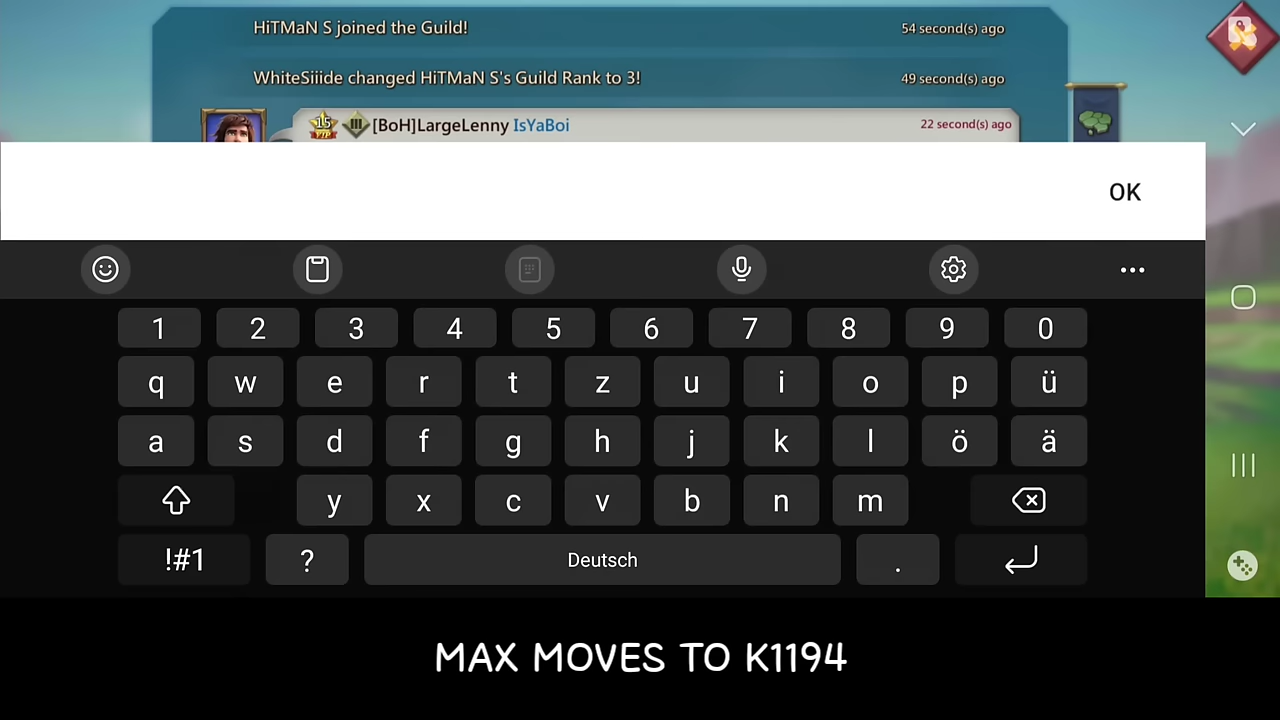 HiTMaN S joined the Guild!
54 second(s) ago
WhiteSiiide changed HiTMaN S's Guild Rank to 3!
49 second(s) ago
15
VIP
III
[BoH]LargeLenny IsYaBoi
22 second(s) ago
OK
1 2 3 4 5 6 7 8 9 0
q w e r t z u i o p ü
a s d f g h j k l ö ä
y x c v b n m
!#1 ? Deutsch .
MAX MOVES TO K1194